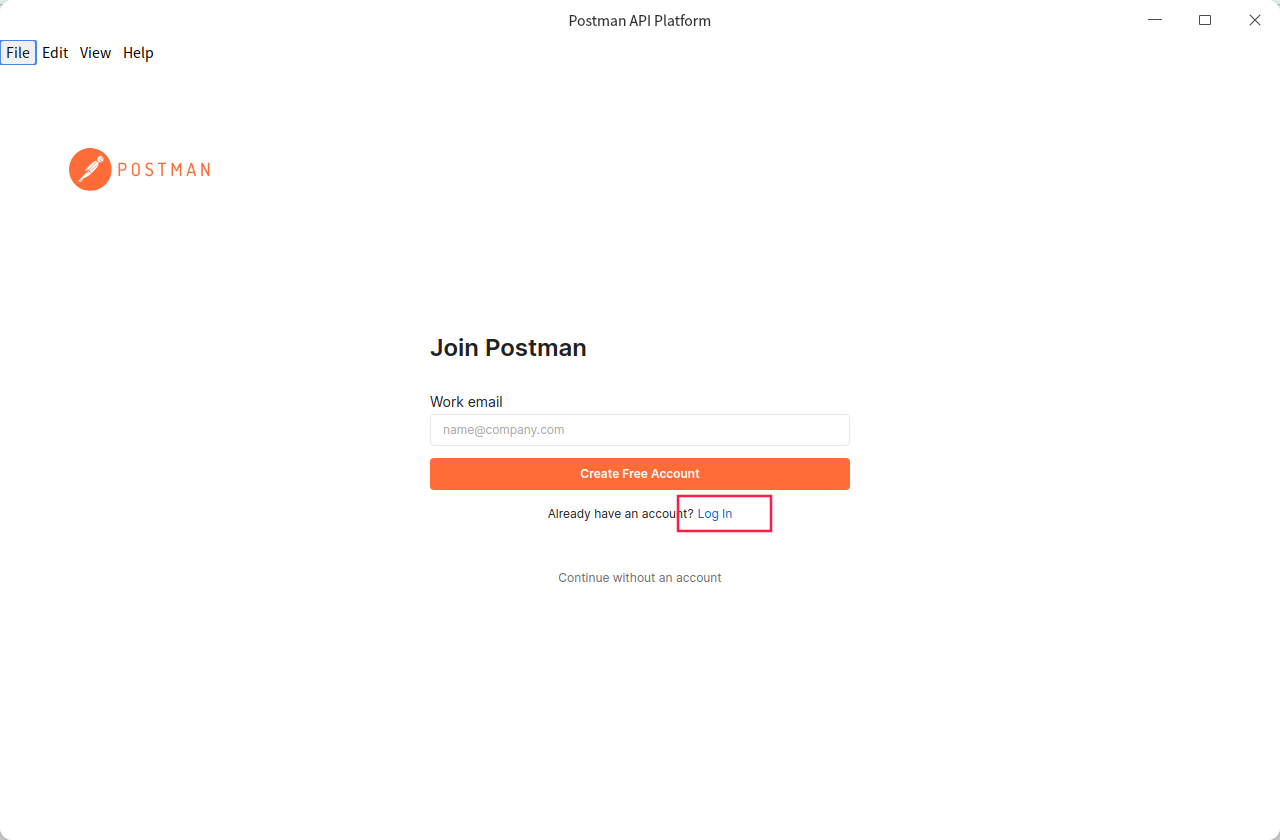 Postman API Platform
File Edit View Help
POSTMAN
Join Postman
Work email
name@company.com
Create Free Account
Already have an account? Log In
Continue without an account